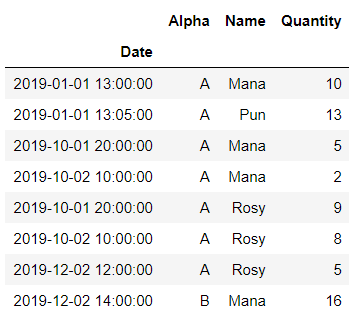 Alpha Name Quantity
Date
2019-01-01 13:00:00 A Mana 10
2019-01-01 13:05:00 A Pun 13
2019-10-01 20:00:00 A Mana 5
2019-10-02 10:00:00 A Mana 2
2019-10-01 20:00:00 A Rosy 9
2019-10-02 10:00:00 A Rosy 8
2019-12-02 12:00:00 A Rosy 5
2019-12-02 14:00:00 B Mana 16